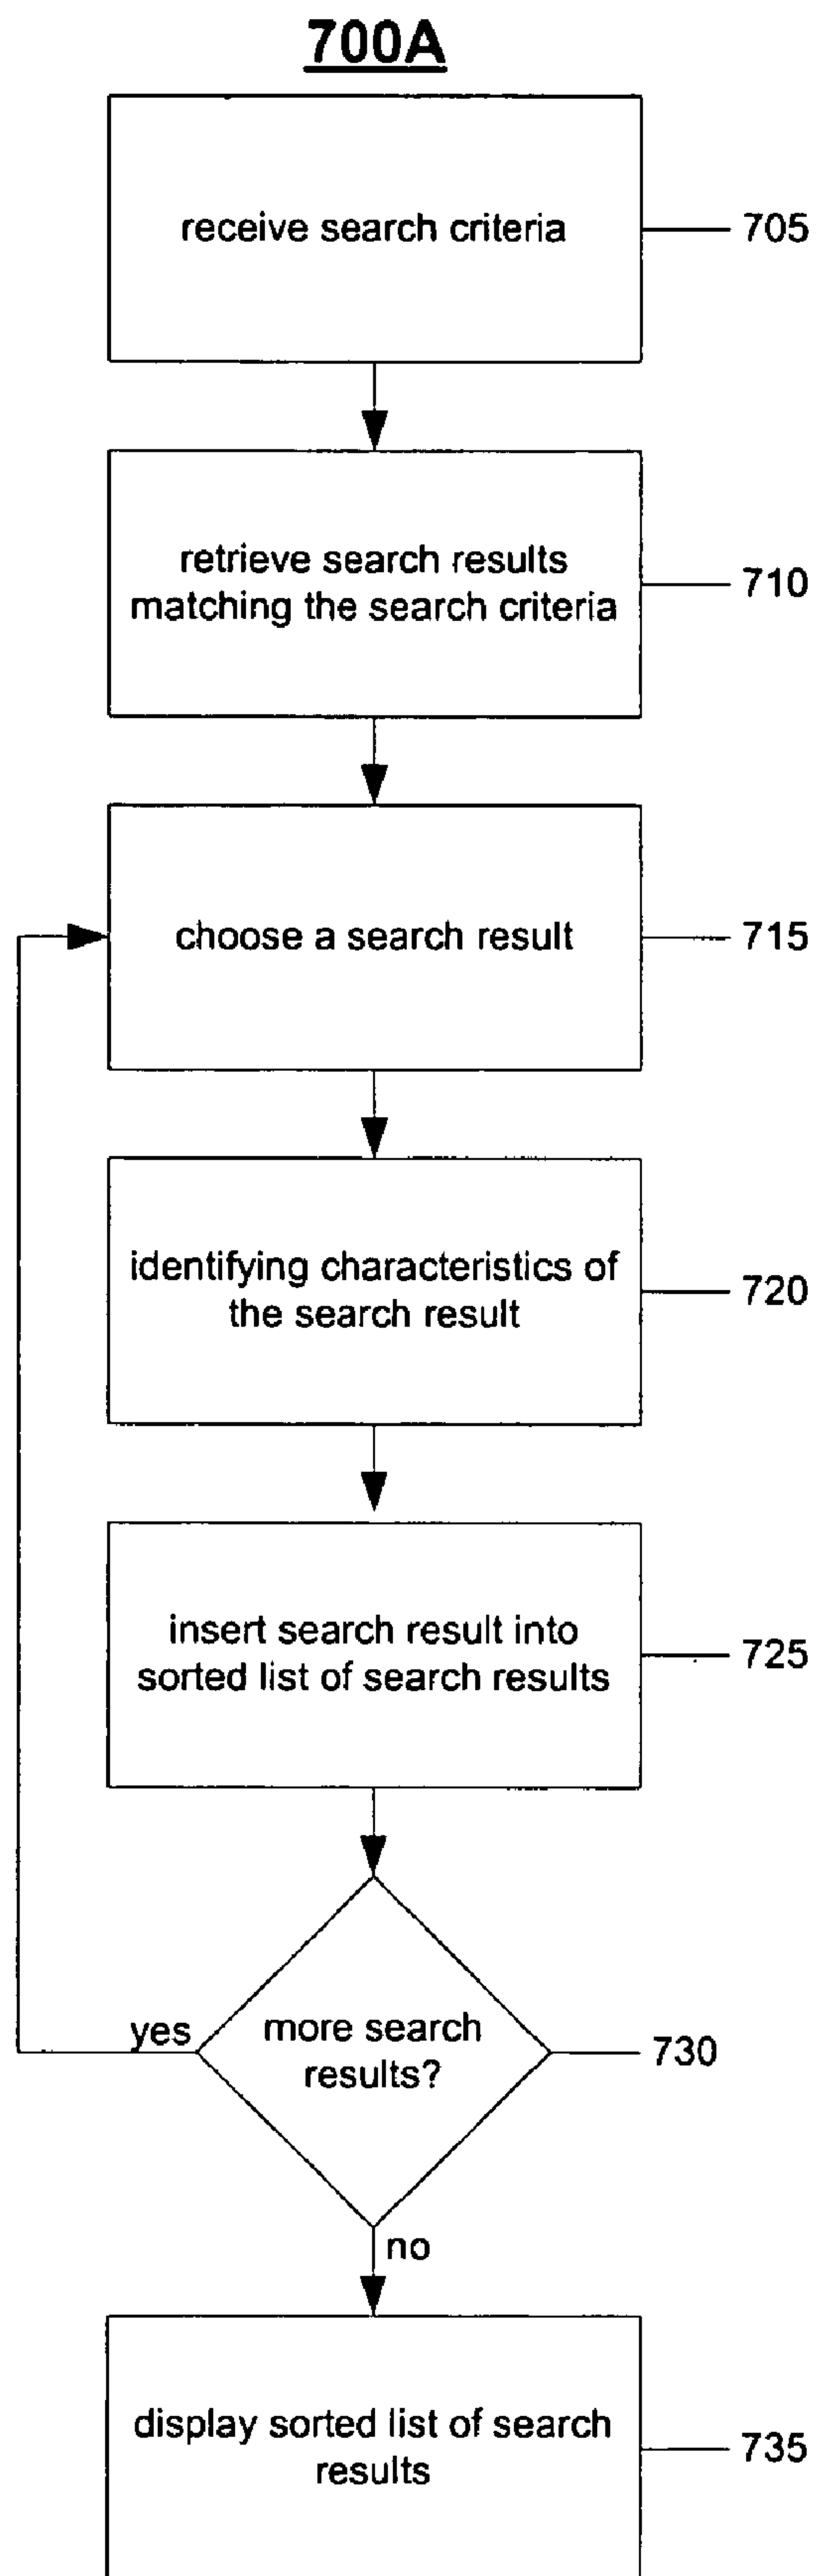 700A
receive search criteria
705
retrieve search results
matching the search criteria
710
choose a search result
715
identifying characteristics of
the search result
720
insert search result into
sorted list of search results
725
more search
results?
yes
730
no
display sorted list of search
results
735